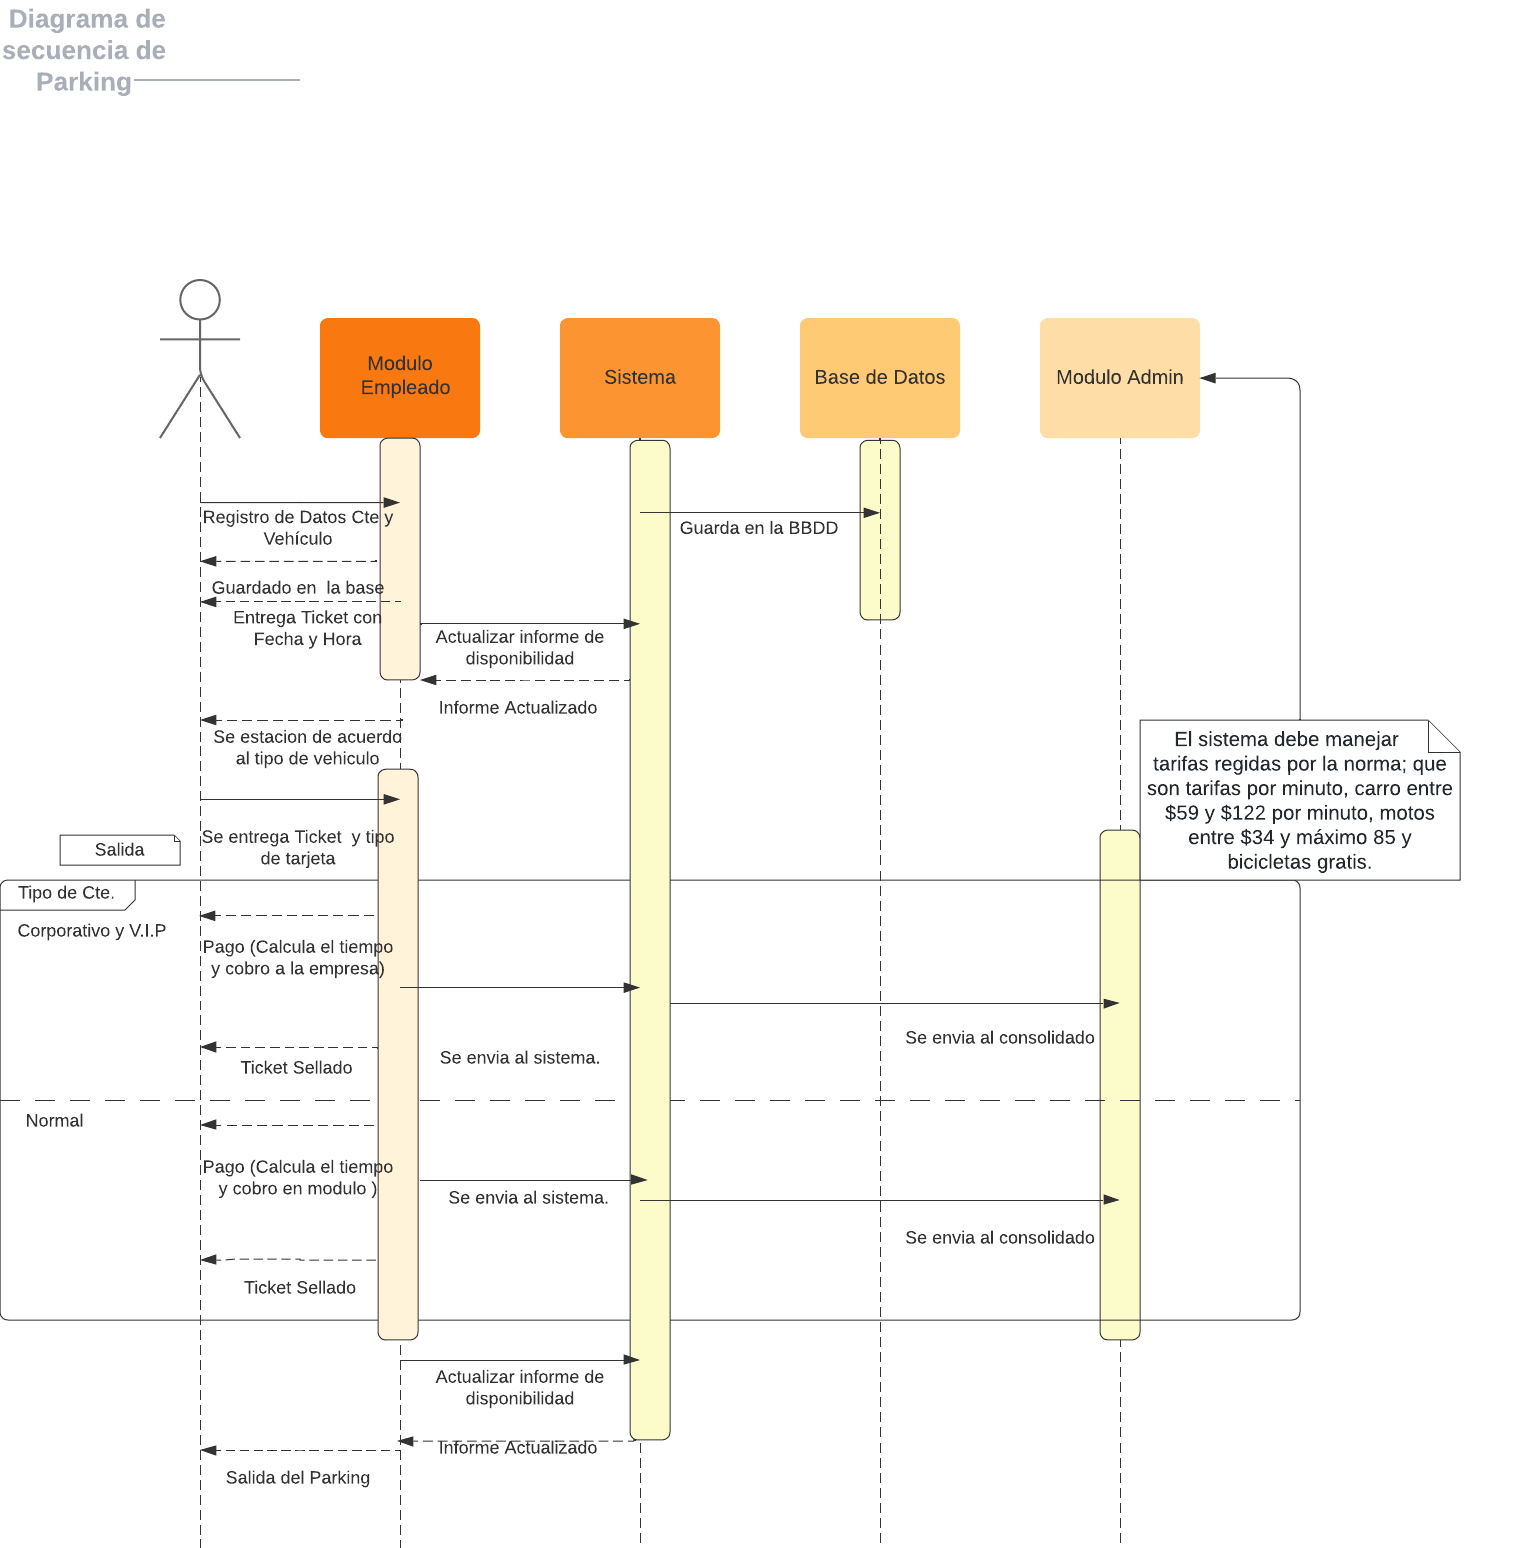 Diagrama de
secuencia de
Parking
Modulo
Empleado
Sistema
Base de Datos
Modulo Admin
Registro de Datos Cte y
Vehículo
Guarda en la BBDD
Guardado en  la base
Entrega Ticket con
Fecha y Hora
Actualizar informe de
disponibilidad
Informe Actualizado
Se estacion de acuerdo
al tipo de vehiculo
El sistema debe manejar
tarifas regidas por la norma; que
son tarifas por minuto, carro entre
$59 y $122 por minuto, motos
entre $34 y máximo 85 y
bicicletas gratis.
Salida
Se entrega Ticket  y tipo
de tarjeta
Tipo de Cte.
Corporativo y V.I.P
Pago (Calcula el tiempo
y cobro a la empresa)
Se envia al consolidado
Se envia al sistema.
Ticket Sellado
Normal
Pago (Calcula el tiempo
y cobro en modulo )
Se envia al sistema.
Se envia al consolidado
Ticket Sellado
Actualizar informe de
disponibilidad
Informe Actualizado
Salida del Parking